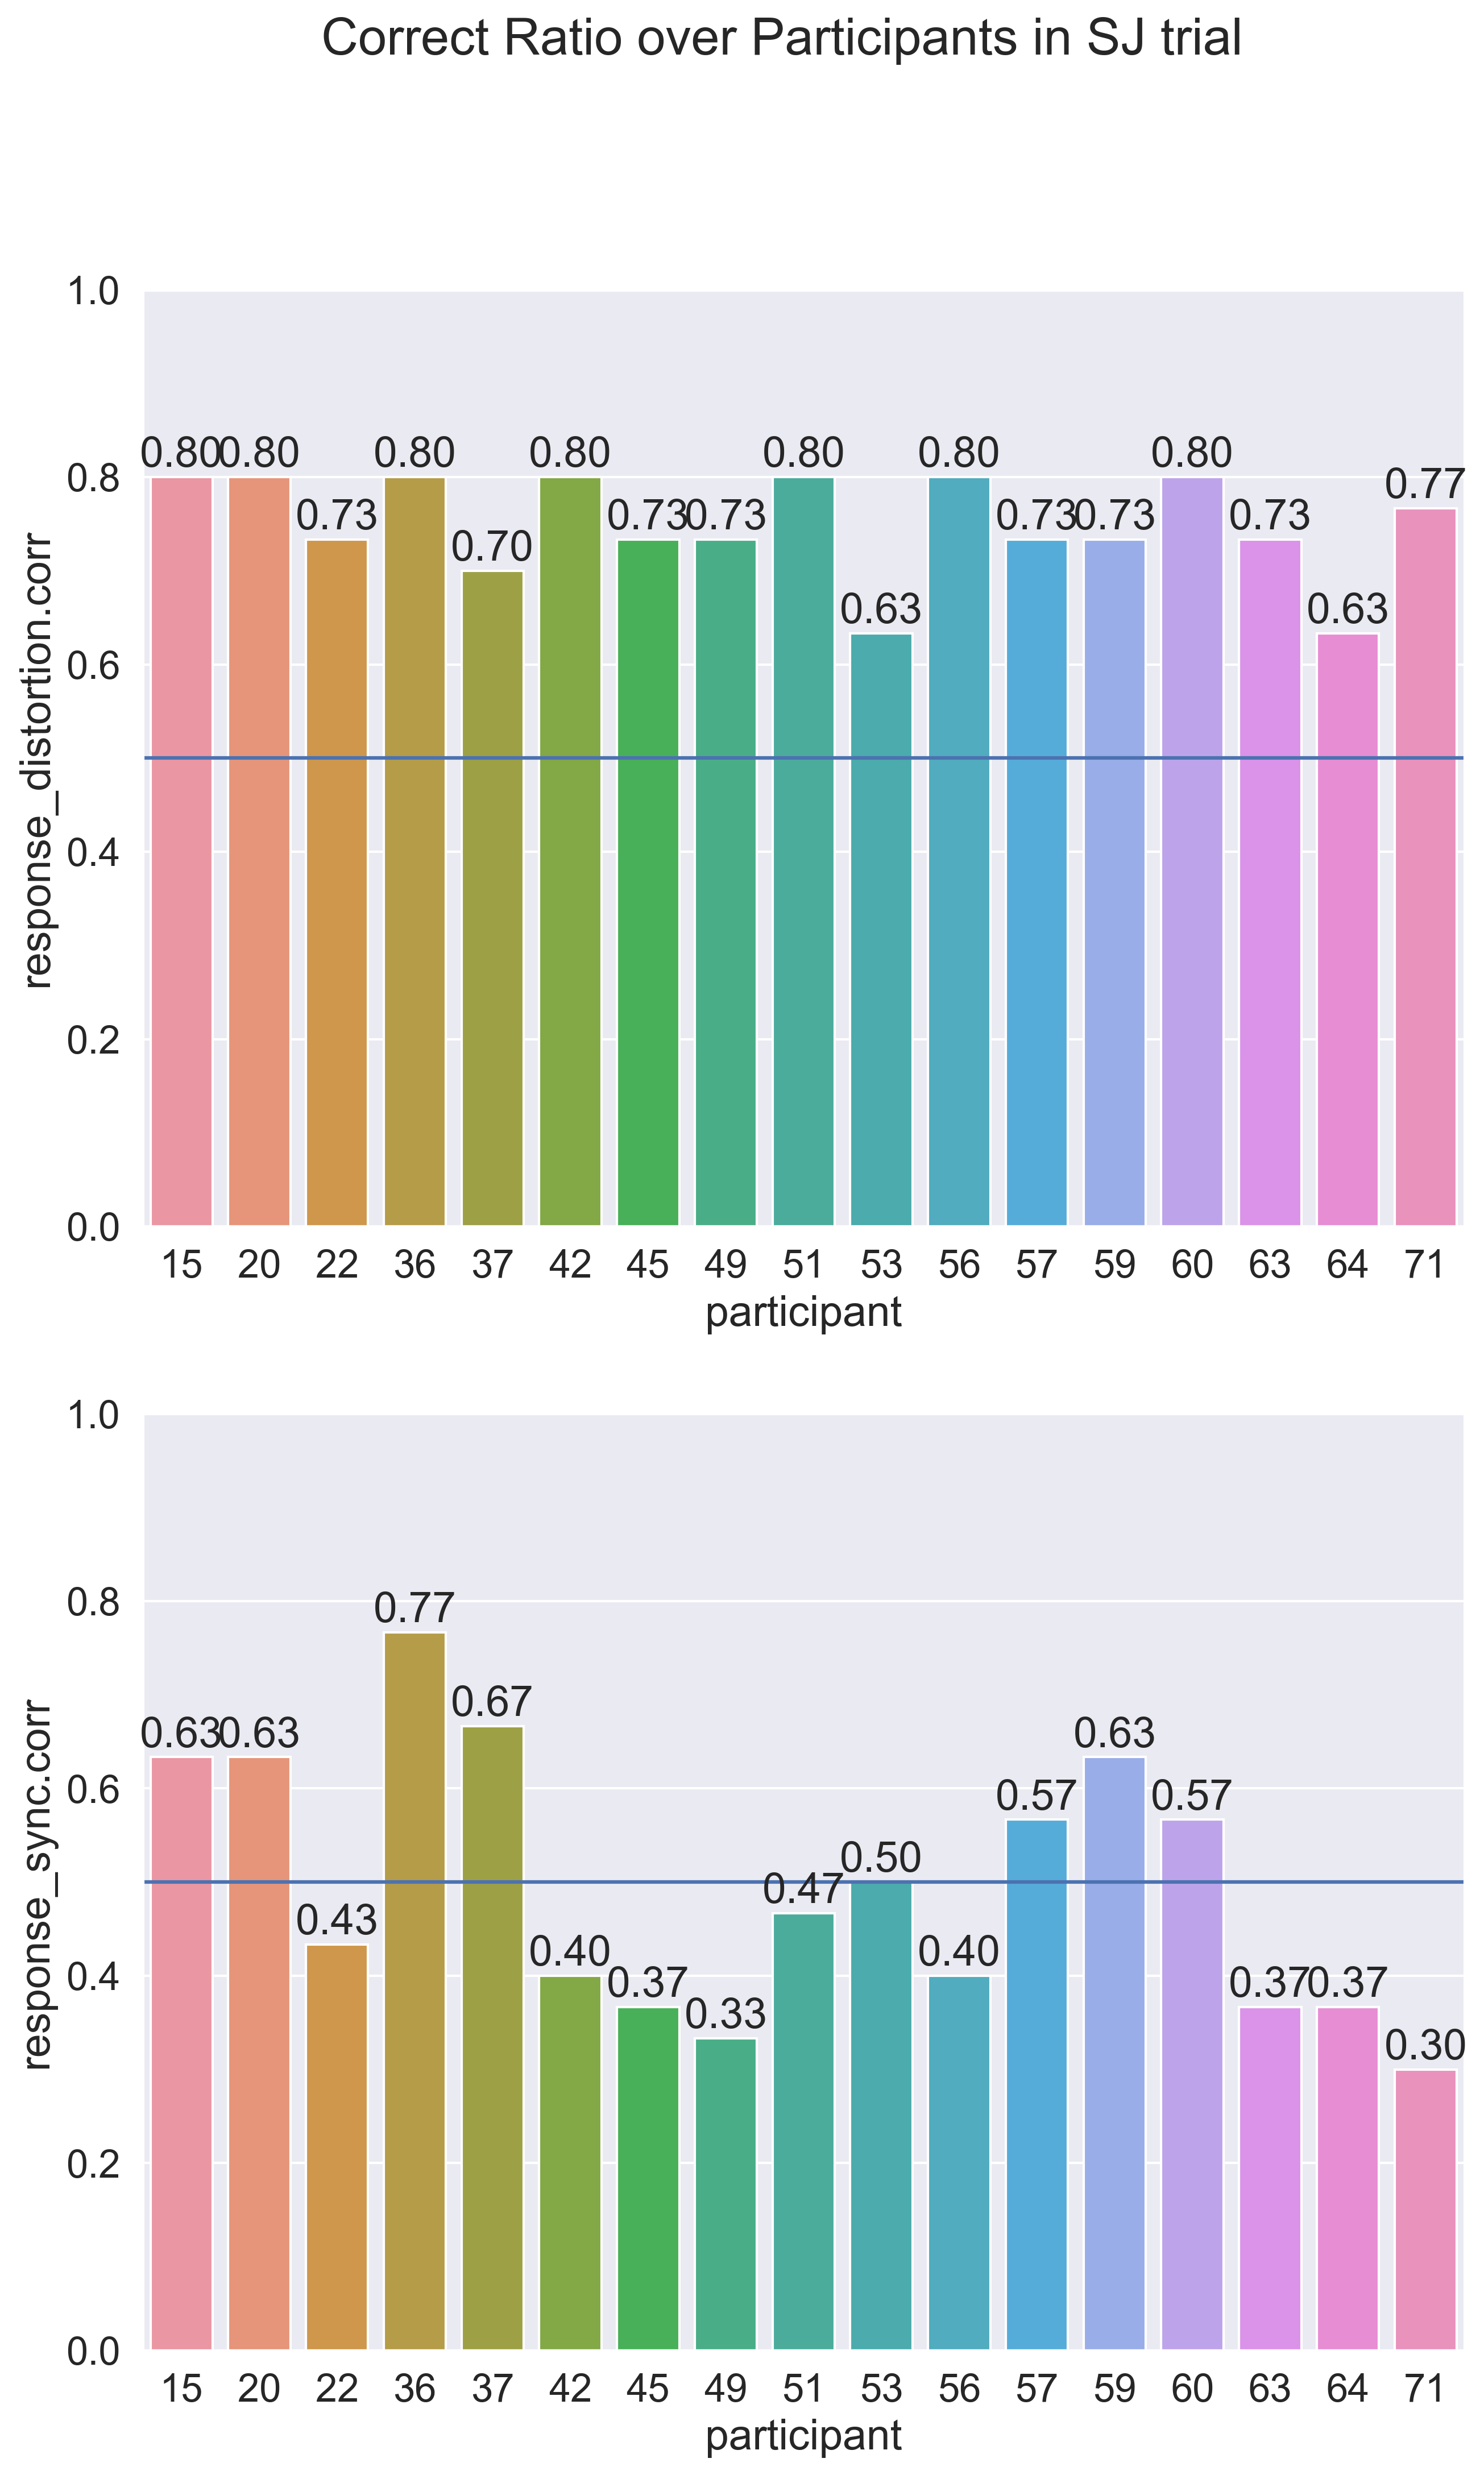 Correct Ratio over Participants in SJ trial
response_distortion.corr
1.0
0.8
0.6
0.4
0.2
0.0
0.80 0.80 0.73 0.80 0.70 0.80 0.73 0.73 0.80 0.63 0.80 0.73 0.73 0.80 0.73 0.63 0.77
15 20 22 36 37 42 45 49 51 53 56 57 59 60 63 64 71
participant
response_sync.corr
1.0
0.8
0.6
0.4
0.2
0.0
0.63 0.63 0.43 0.77 0.67 0.40 0.37 0.33 0.47 0.50 0.40 0.57 0.63 0.57 0.37 0.37 0.30
15 20 22 36 37 42 45 49 51 53 56 57 59 60 63 64 71
participant